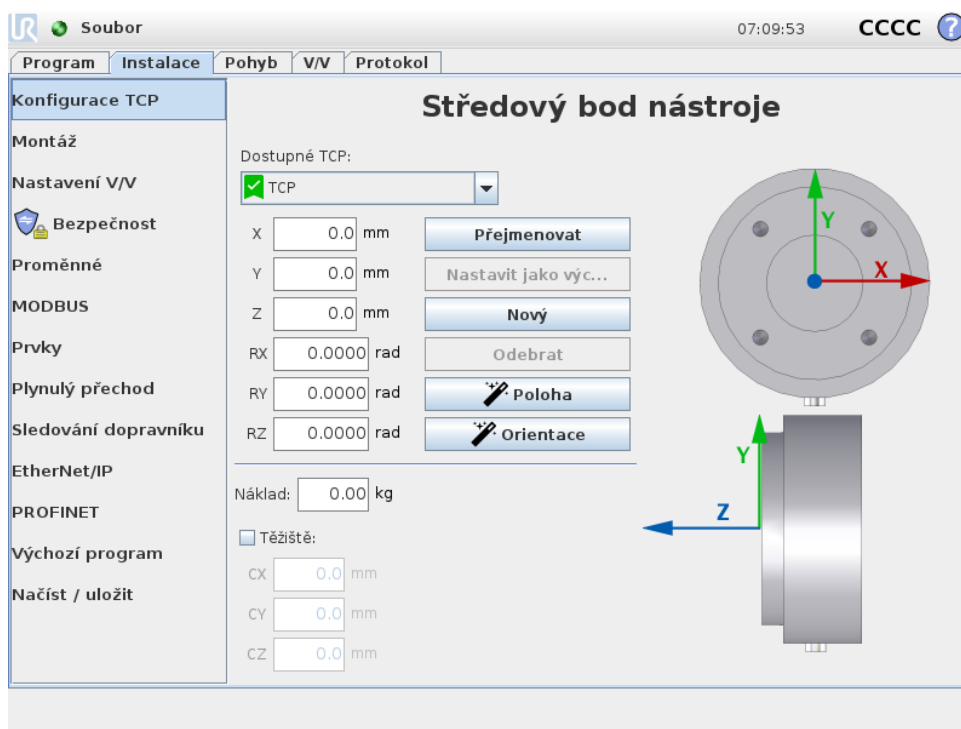 UR Soubor 07:09:53 CCCC ?
Program Instalace Pohyb V/V Protokol
Konfigurace TCP
Montáž
Nastavení V/V
Bezpečnost
Proměnné
MODBUS
Prvky
Plynulý přechod
Sledování dopravníku
EtherNet/IP
PROFINET
Výchozí program
Načíst / uložit
Středový bod nástroje
Dostupné TCP:
TCP
X 0.0 mm Přejmenovat
Y 0.0 mm Nastavit jako výc...
Z 0.0 mm Nový
RX 0.0000 rad Odebrat
RY 0.0000 rad Poloha
RZ 0.0000 rad Orientace
Náklad: 0.00 kg
Těžiště:
CX 0.0 mm
CY 0.0 mm
CZ 0.0 mm
Y
X
Y
Z